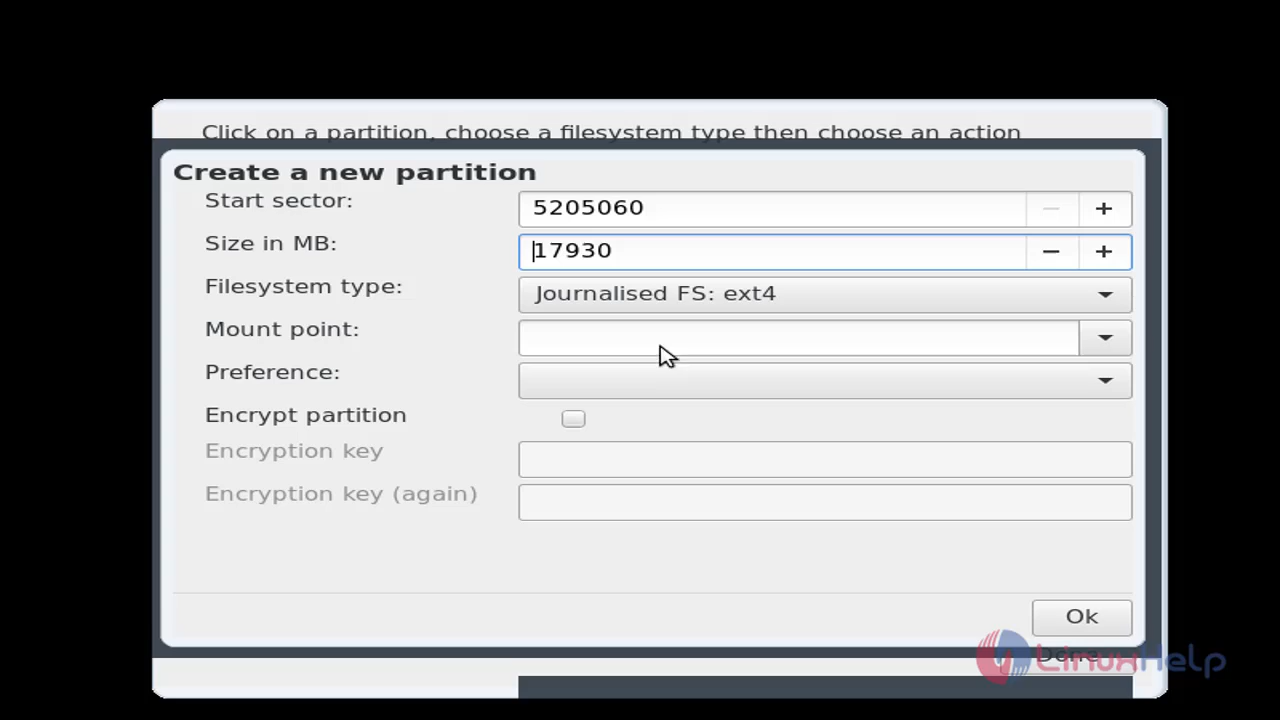 Click on a partition, choose a filesystem type then choose an action
Create a new partition
Start sector: 5205060 − +
Size in MB: 17930 − +
Filesystem type: Journalised FS: ext4
Mount point:
Preference:
Encrypt partition
Encryption key
Encryption key (again)
Ok
Done
LinuxHelp